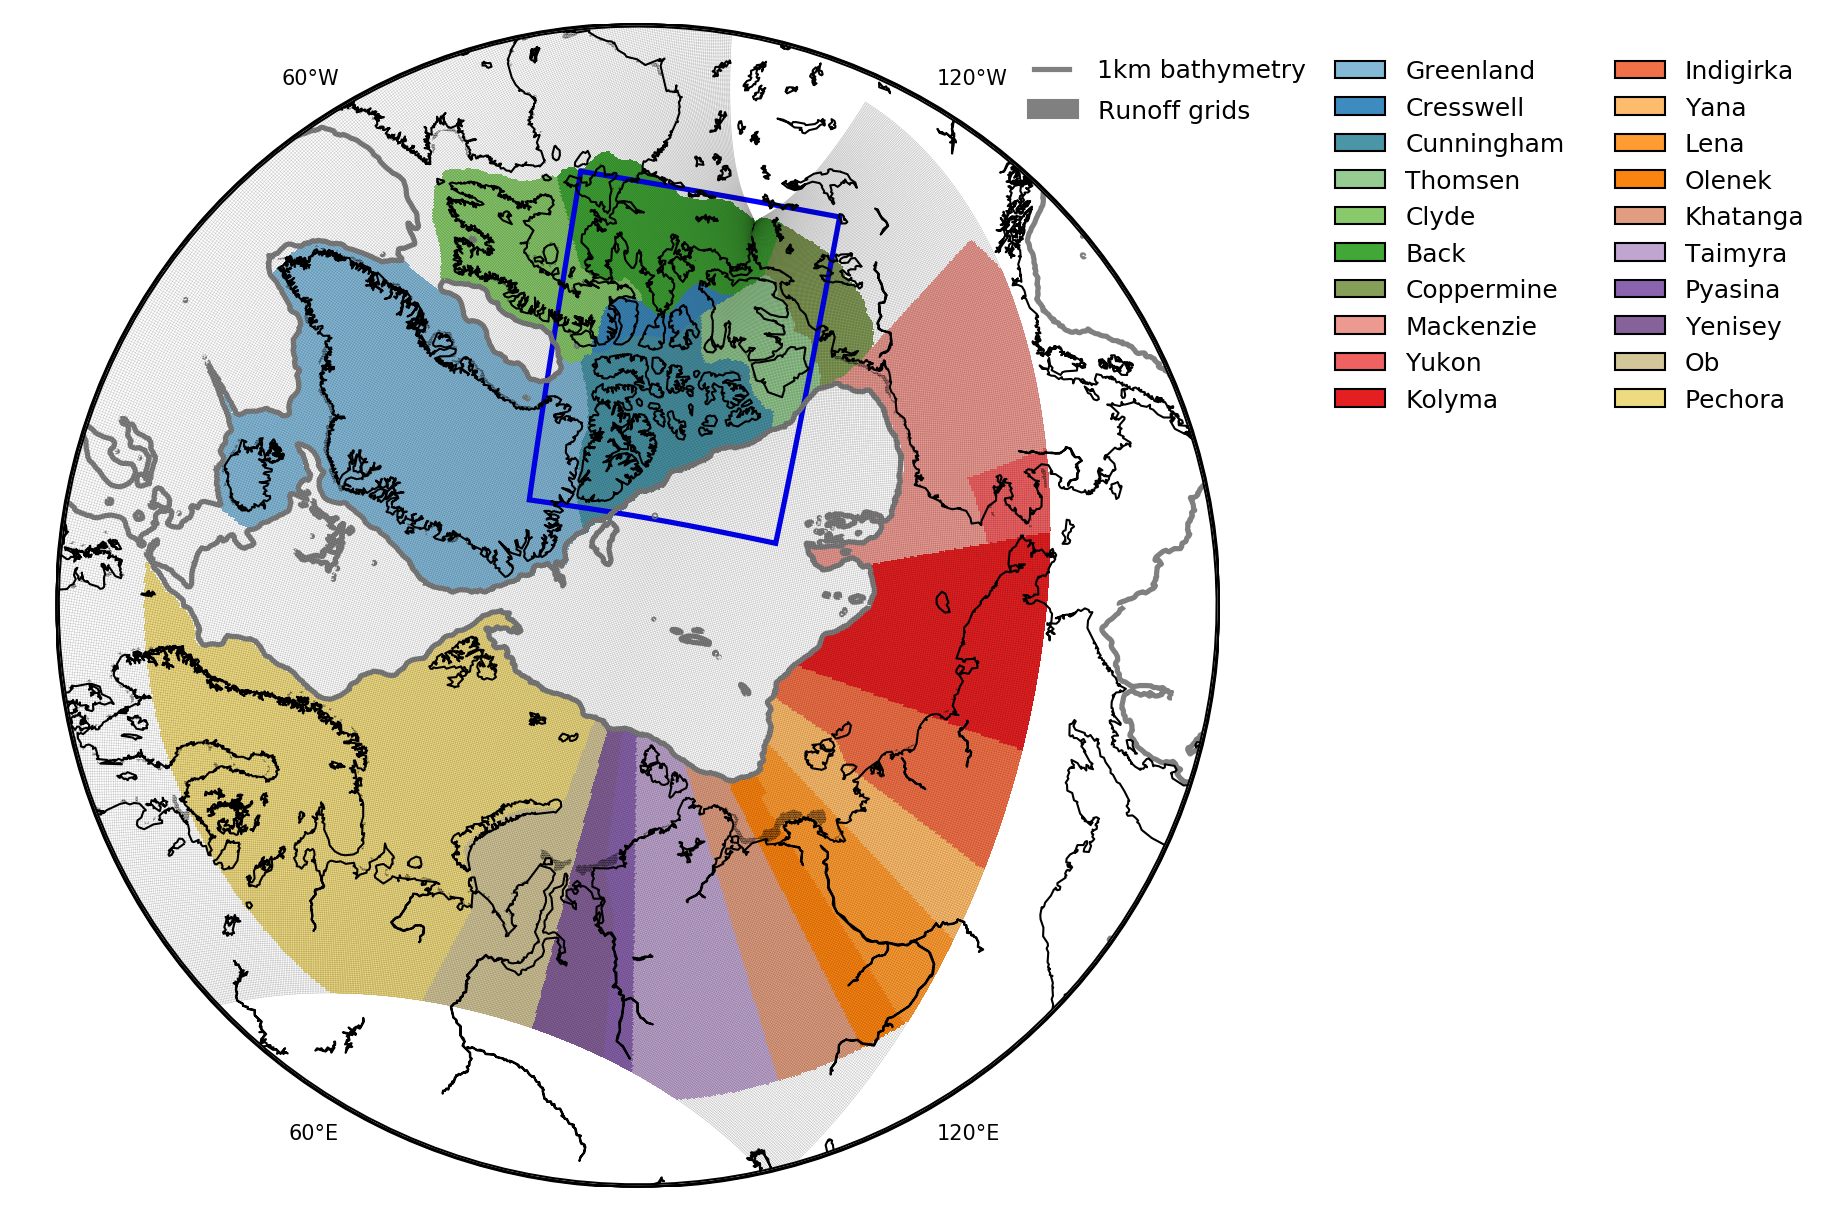 60°W
120°W
1km bathymetry
Runoff grids
Greenland
Cresswell
Cunningham
Thomsen
Clyde
Back
Coppermine
Mackenzie
Yukon
Kolyma
Indigirka
Yana
Lena
Olenek
Khatanga
Taimyra
Pyasina
Yenisey
Ob
Pechora
60°E
120°E